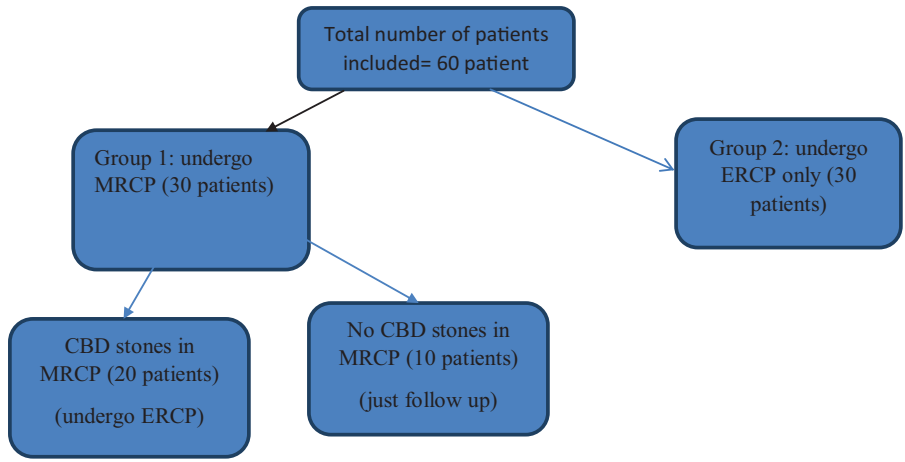 Total number of patients
included= 60 patient
Group 1: undergo
MRCP (30 patients)
Group 2: undergo
ERCP only (30
patients)
CBD stones in
MRCP (20 patients)
(undergo ERCP)
No CBD stones in
MRCP (10 patients)
(just follow up)